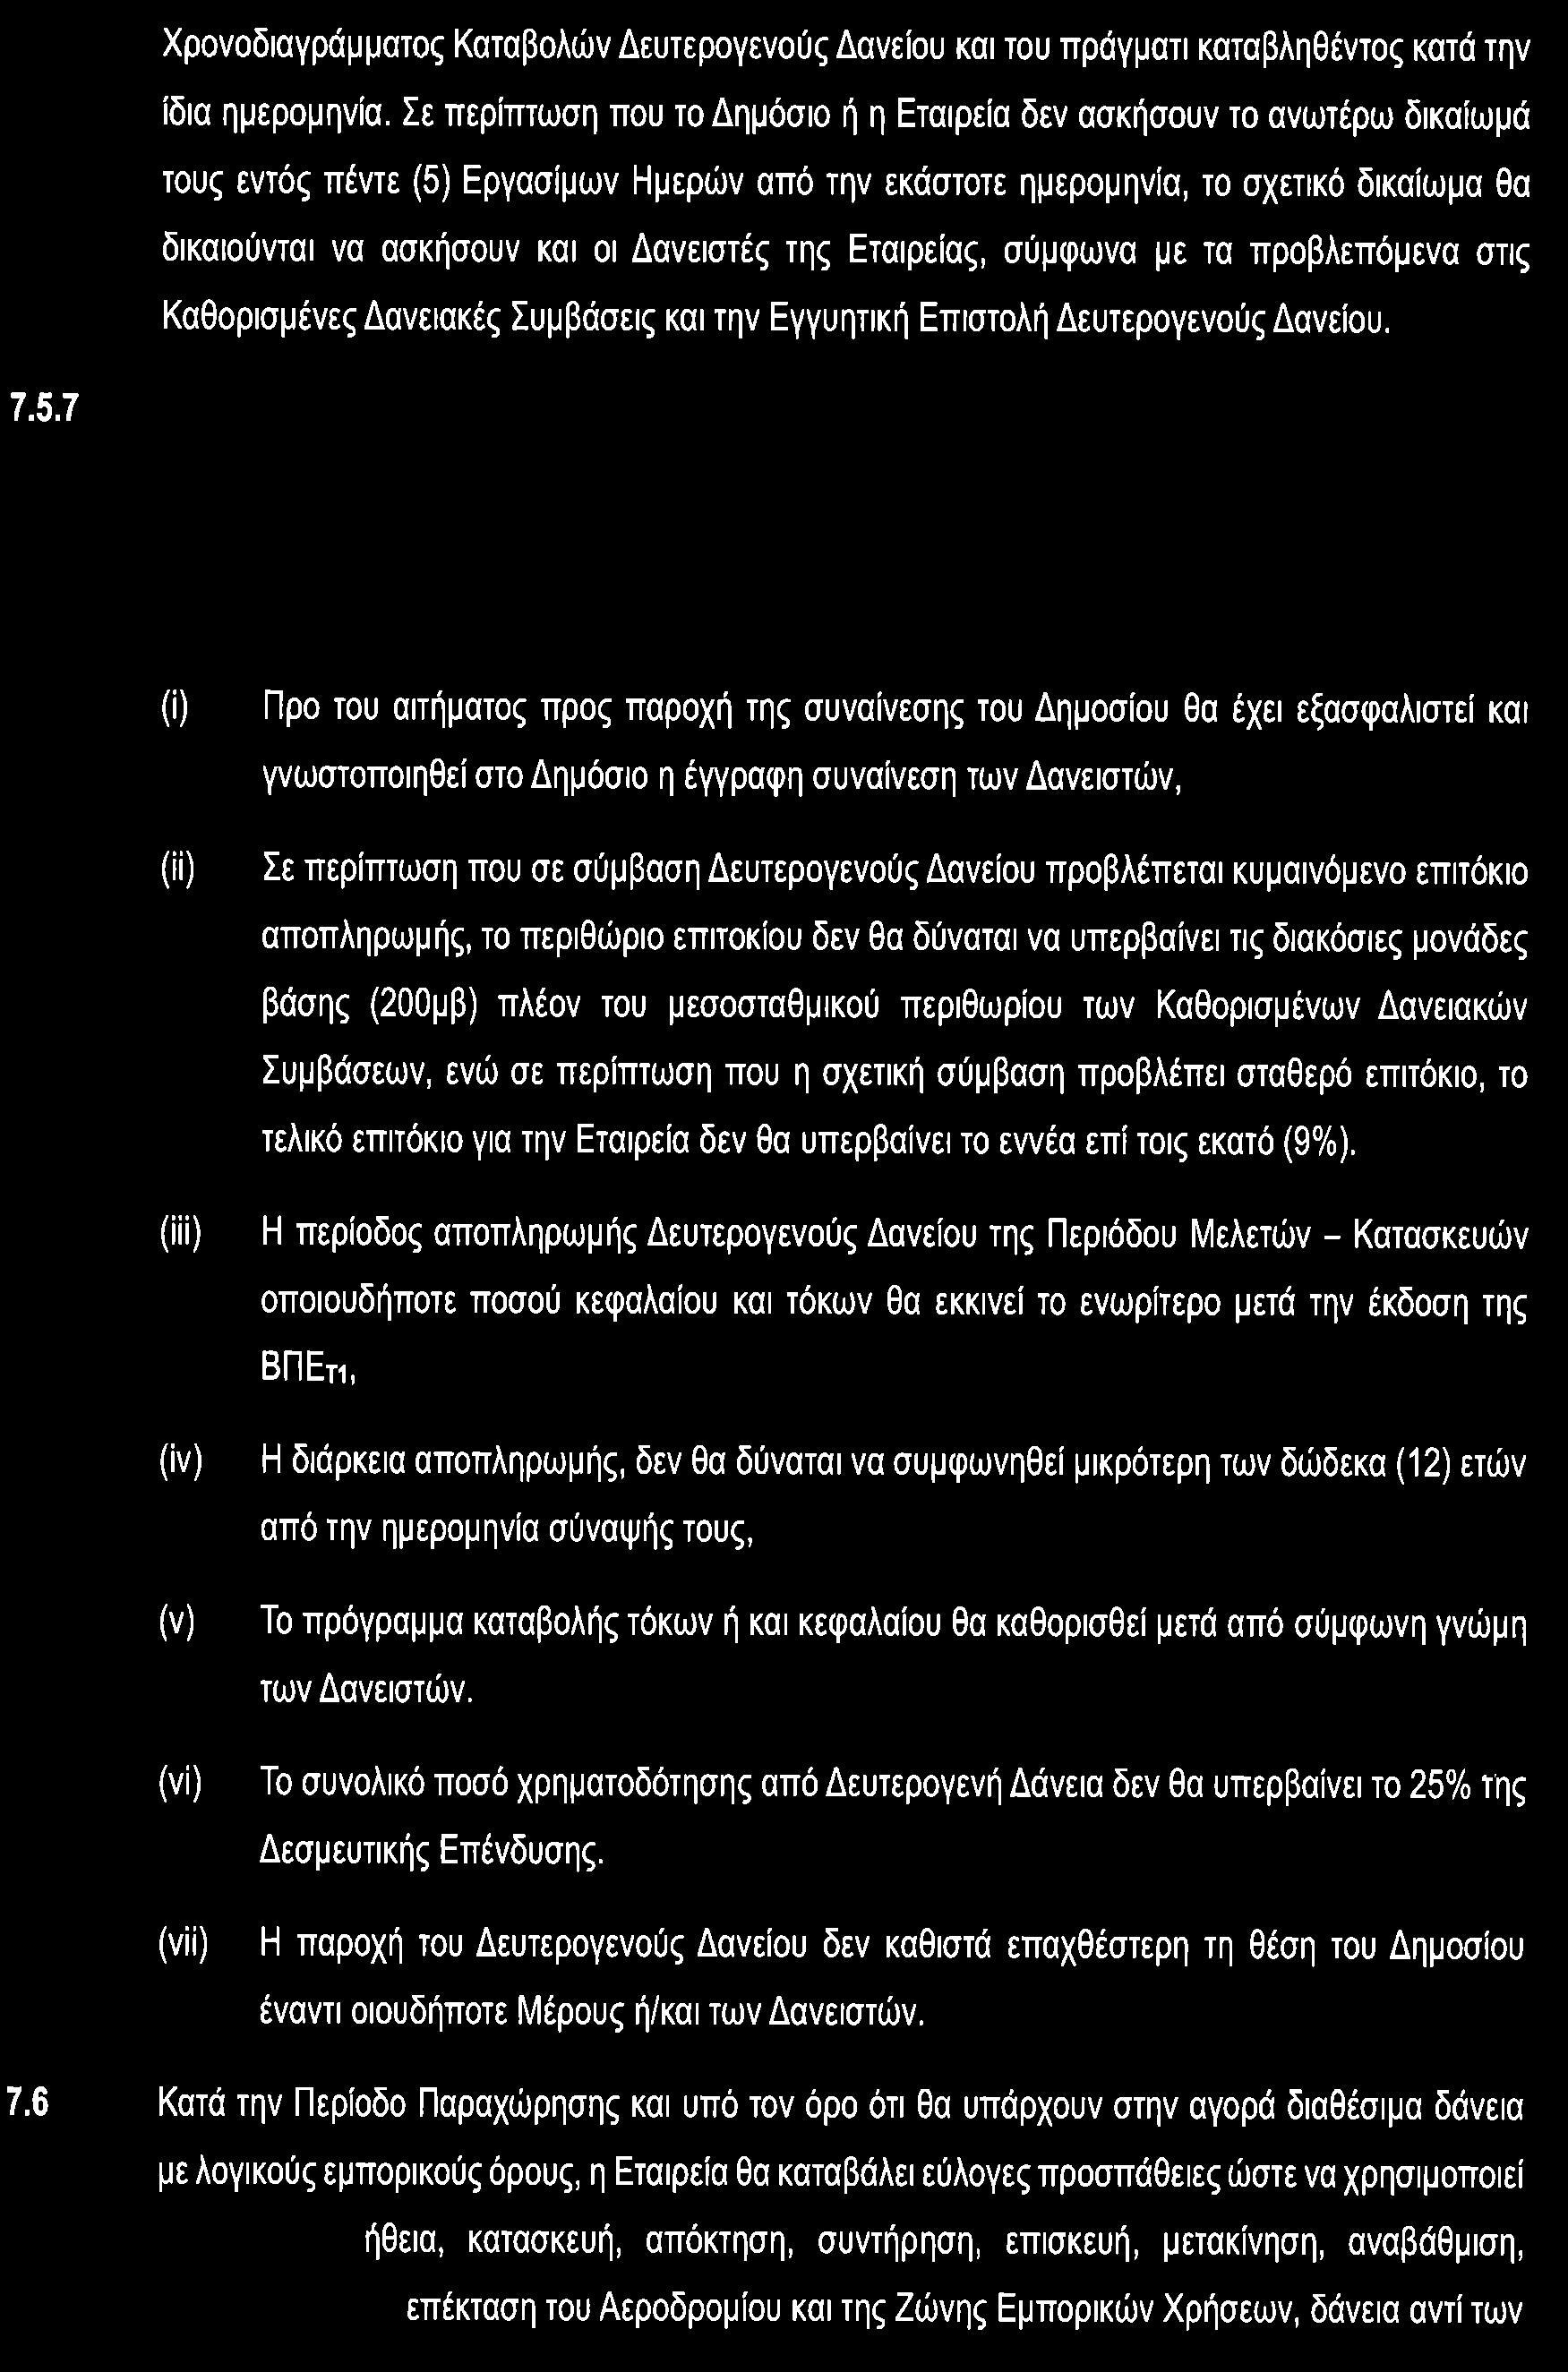 Χρονοδιαγράμματος Καταβολών Δευτερογενούς Δανείου και του πράγματι καταβληθέντος κατά την
ίδια ημερομηνία. Σε περίπτωση που το Δημόσιο ή η Εταιρεία δεν ασκήσουν το ανωτέρω δικαίωμά
τους εντός πέντε (5) Εργασίμων Ημερών από την εκάστοτε ημερομηνία, το σχετικό δικαίωμα θα
δικαιούνται να ασκήσουν και οι Δανειστές της Εταιρείας, σύμφωνα με τα προβλεπόμενα στις
Καθορισμένες Δανειακές Συμβάσεις και την Εγγυητική Επιστολή Δευτερογενούς Δανείου.
7.5.7
(i) Προ του αιτήματος προς παροχή της συναίνεσης του Δημοσίου θα έχει εξασφαλιστεί και
γνωστοποιηθεί στο Δημόσιο η έγγραφη συναίνεση των Δανειστών,
(ii) Σε περίπτωση που σε σύμβαση Δευτερογενούς Δανείου προβλέπεται κυμαινόμενο επιτόκιο
αποπληρωμής, το περιθώριο επιτοκίου δεν θα δύναται να υπερβαίνει τις διακόσιες μονάδες
βάσης (200μβ) πλέον του μεσοσταθμικού περιθωρίου των Καθορισμένων Δανειακών
Συμβάσεων, ενώ σε περίπτωση που η σχετική σύμβαση προβλέπει σταθερό επιτόκιο, το
τελικό επιτόκιο για την Εταιρεία δεν θα υπερβαίνει το εννέα επί τοις εκατό (9%).
(iii) Η περίοδος αποπληρωμής Δευτερογενούς Δανείου της Περιόδου Μελετών – Κατασκευών
οποιουδήποτε ποσού κεφαλαίου και τόκων θα εκκινεί το ενωρίτερο μετά την έκδοση της
ΒΠΕΤ1,
(iv) Η διάρκεια αποπληρωμής, δεν θα δύναται να συμφωνηθεί μικρότερη των δώδεκα (12) ετών
από την ημερομηνία σύναψής τους,
(v) Το πρόγραμμα καταβολής τόκων ή και κεφαλαίου θα καθορισθεί μετά από σύμφωνη γνώμη
των Δανειστών.
(vi) Το συνολικό ποσό χρηματοδότησης από Δευτερογενή Δάνεια δεν θα υπερβαίνει το 25% της
Δεσμευτικής Επένδυσης.
(vii) Η παροχή του Δευτερογενούς Δανείου δεν καθιστά επαχθέστερη τη θέση του Δημοσίου
έναντι οιουδήποτε Μέρους ή/και των Δανειστών.
7.6 Κατά την Περίοδο Παραχώρησης και υπό τον όρο ότι θα υπάρχουν στην αγορά διαθέσιμα δάνεια
με λογικούς εμπορικούς όρους, η Εταιρεία θα καταβάλει εύλογες προσπάθειες ώστε να χρησιμοποιεί
ήθεια, κατασκευή, απόκτηση, συντήρηση, επισκευή, μετακίνηση, αναβάθμιση,
επέκταση του Αεροδρομίου και της Ζώνης Εμπορικών Χρήσεων, δάνεια αντί των